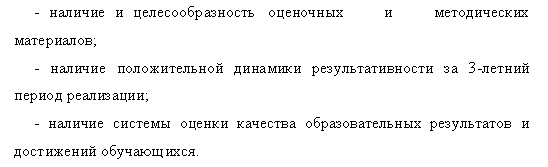 - наличие и целесообразность оценочных и методических
материалов;
- наличие положительной динамики результативности за 3-летний
период реализации;
- наличие системы оценки качества образовательных результатов и
достижений обучающихся.